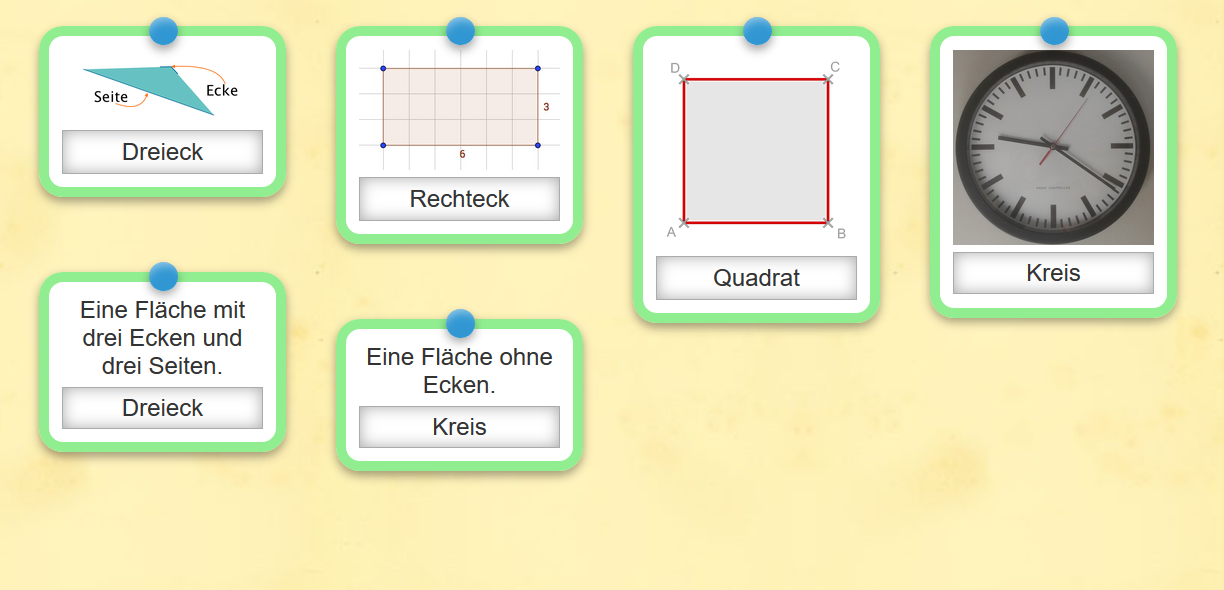 Seite
Ecke
Dreieck
3
6
Rechteck
D
C
A
B
Quadrat
Kreis
Eine Fläche mit
drei Ecken und
drei Seiten.
Dreieck
Eine Fläche ohne
Ecken.
Kreis